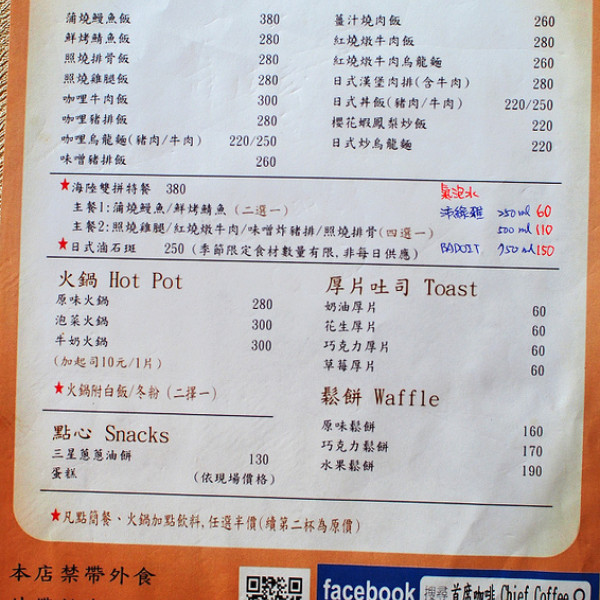 蒲燒鰻魚飯 380
鮮烤鯖魚飯 280
照燒排骨飯 280
照燒雞腿飯 280
咖哩牛肉飯 300
咖哩豬排飯 280
咖哩烏龍麵(豬肉/牛肉) 220/250
味噌豬排飯 260
薑汁燒肉飯 260
紅燒燉牛肉飯 280
紅燒燉牛肉烏龍麵 260
日式漢堡肉排(含牛肉) 280
日式丼飯(豬肉/牛肉) 220/250
櫻花蝦鳳梨炒飯 220
日式炒烏龍麵 220
★海陸雙拼特餐 380
主餐1:蒲燒鰻魚/鮮烤鯖魚(二選一)
主餐2:照燒雞腿/紅燒燉牛肉/味噌炸豬排/照燒排骨(四選一)
★日式油石斑 250 (季節限定食材數量有限,非每日供應)
氣泡水
沛綠雅 250ml 60
500ml 110
BADOIT 750ml 150
火鍋 Hot Pot
原味火鍋 280
泡菜火鍋 300
牛奶火鍋 300
(加起司10元/1片)
★火鍋附白飯/冬粉(二擇一)
點心 Snacks
三星蔥蔥油餅 130
蛋糕 (依現場價格)
厚片吐司 Toast
奶油厚片 60
花生厚片 60
巧克力厚片 60
草莓厚片 60
鬆餅 Waffle
原味鬆餅 160
巧克力鬆餅 170
水果鬆餅 190
★凡點簡餐、火鍋加點飲料,任選半價(續第二杯為原價)
本店禁帶外食
facebook 搜尋 首席咖啡 Chief Coffee